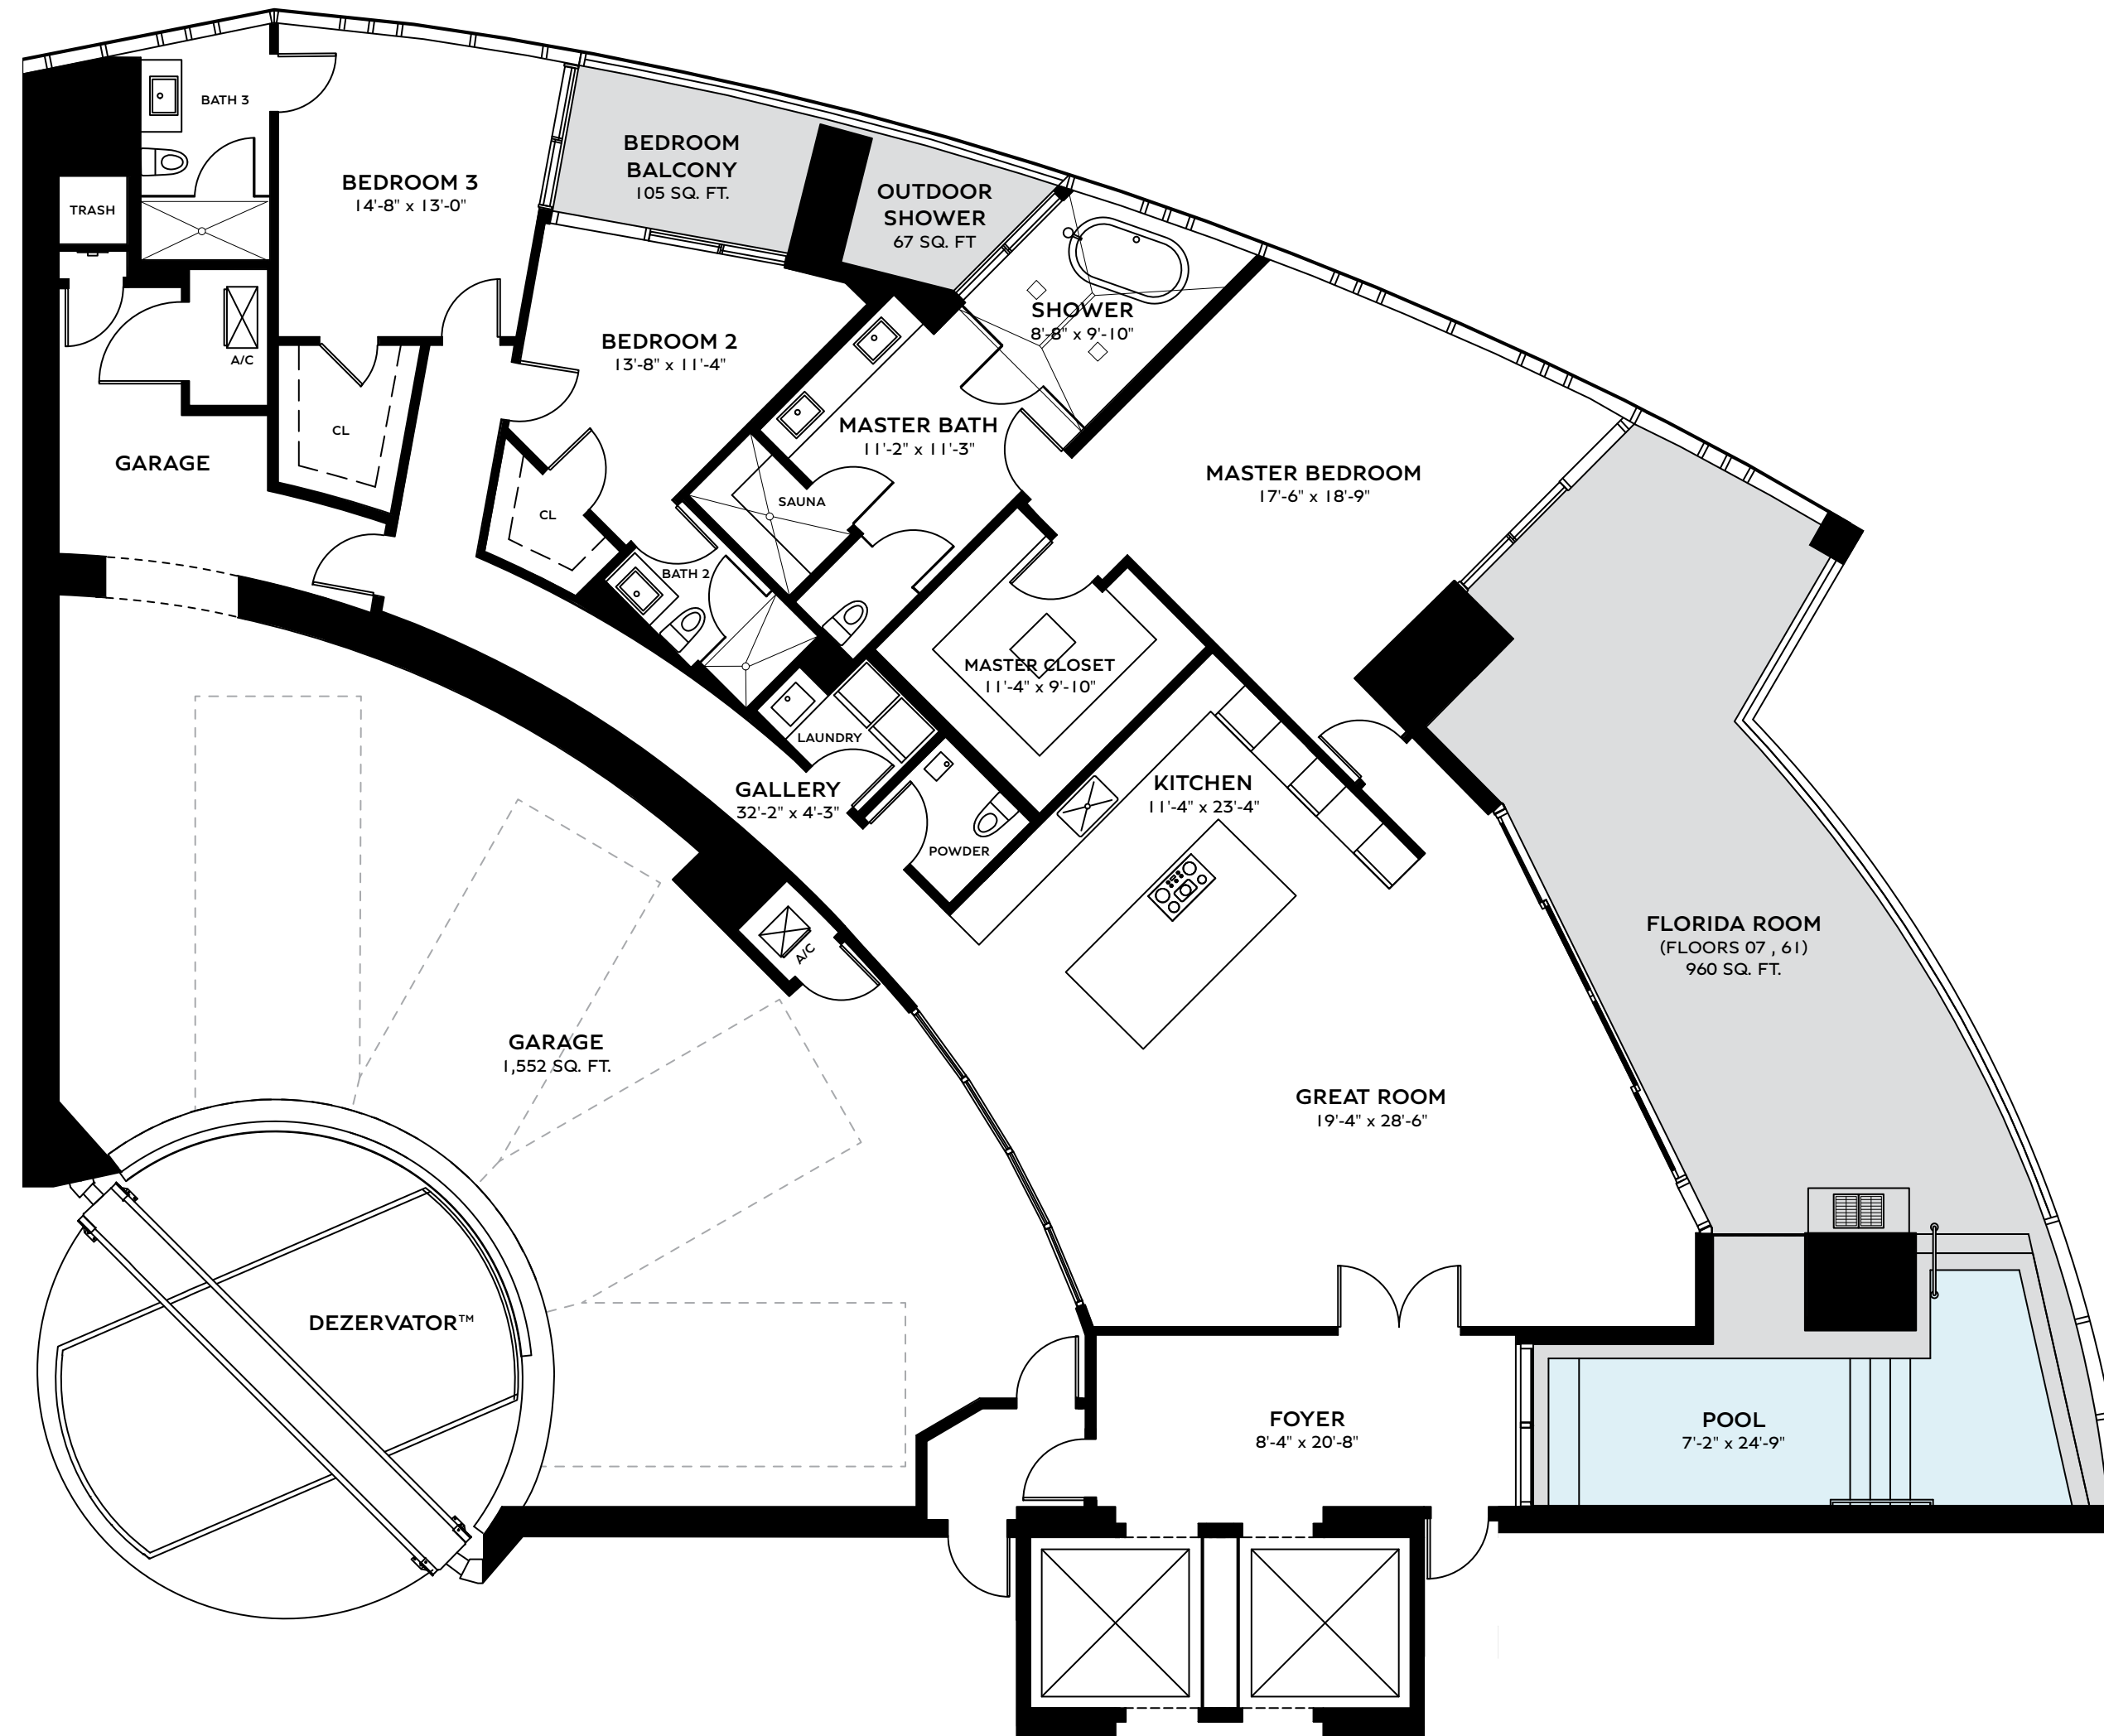 BATH 3
BEDROOM 3
14'-8" x 13'-0"
BEDROOM
BALCONY
105 SQ. FT.
OUTDOOR
SHOWER
67 SQ. FT
TRASH
SHOWER
8'-8" x 9'-10"
A/C
BEDROOM 2
13'-8" x 11'-4"
CL
GARAGE
MASTER BATH
11'-2" x 11'-3"
MASTER BEDROOM
17'-6" x 18'-9"
SAUNA
CL
BATH 2
MASTER CLOSET
11'-4" x 9'-10"
LAUNDRY
GALLERY
32'-2" x 4'-3"
KITCHEN
11'-4" x 23'-4"
POWDER
A/C
FLORIDA ROOM
(FLOORS 07 , 61)
960 SQ. FT.
GARAGE
1,552 SQ. FT.
GREAT ROOM
19'-4" x 28'-6"
DEZERVATOR™
FOYER
8'-4" x 20'-8"
POOL
7'-2" x 24'-9"